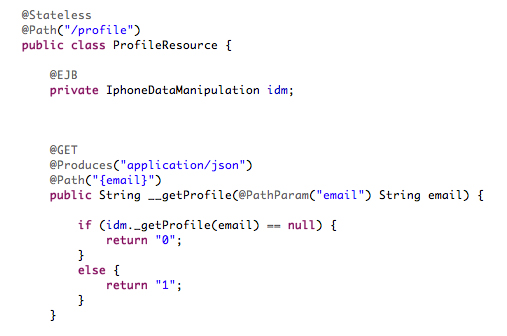 @Stateless
@Path("/profile")
public class ProfileResource {
@EJB
private IphoneDataManipulation idm;
@GET
@Produces("application/json")
@Path("{email}")
public String __getProfile(@PathParam("email") String email) {
if (idm._getProfile(email) == null) {
return "0";
}
else {
return "1";
}
}